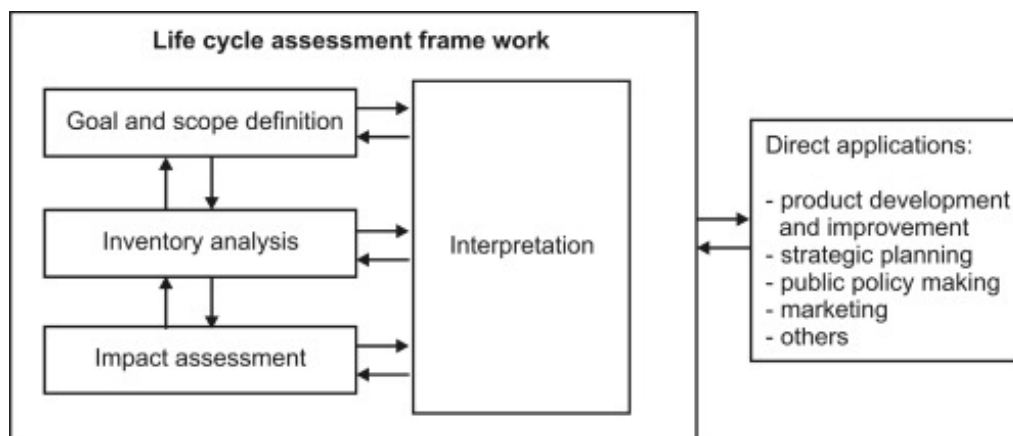 Life cycle assessment frame work
Goal and scope definition
Inventory analysis
Impact assessment
Interpretation
Direct applications:
- product development
and improvement
- strategic planning
- public policy making
- marketing
- others